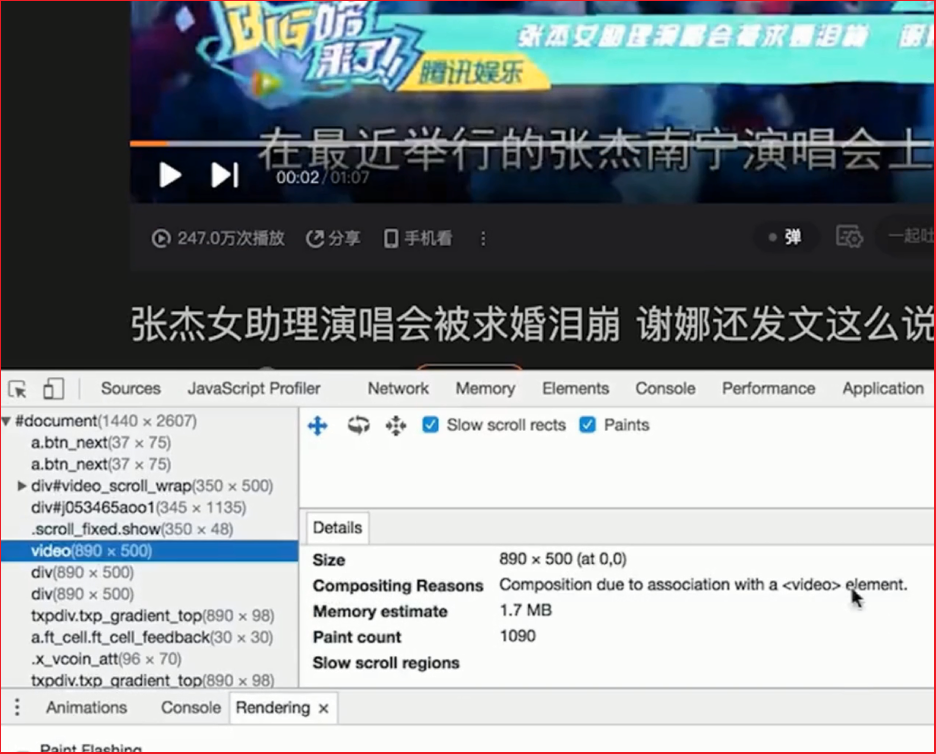 BIG
来了!
张杰女助理演唱会被求婚泪崩 谢
腾讯娱乐
在最近举行的张杰南宁演唱会上
00:02/01:07
247.0万次播放 分享 手机看 弹 一起吐
张杰女助理演唱会被求婚泪崩 谢娜还发文这么说
Sources JavaScript Profiler Network Memory Elements Console Performance Application
#document(1440 × 2607)
a.btn_next(37 × 75)
a.btn_next(37 × 75)
div#video_scroll_wrap(350 × 500)
div#j053465aoo1(345 × 1135)
.scroll_fixed.show(350 × 48)
video(890 × 500)
div(890 × 500)
div(890 × 500)
txpdiv.txp_gradient_top(890 × 98)
a.ft_cell.ft_cell_feedback(30 × 30)
.x_vcoin_att(96 × 70)
txpdiv.txp_gradient_top(890 × 98)
Slow scroll rects Paints
Details
Size 890 × 500 (at 0,0)
Compositing Reasons Composition due to association with a <video> element.
Memory estimate 1.7 MB
Paint count 1090
Slow scroll regions
Animations Console Rendering ×
Paint Flashing